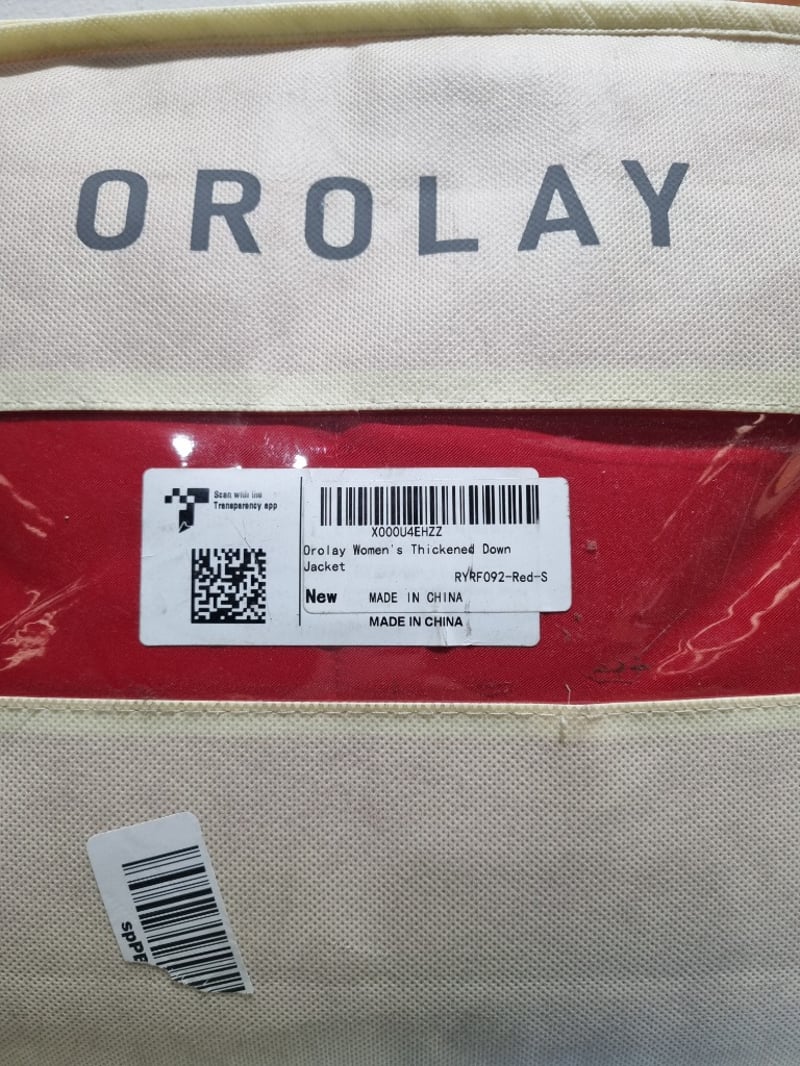 OROLAY
Scan with the
Transparency app
X000U4EHZZ
Orolay Women's Thickened Down
Jacket
RYRF092-Red-S
New MADE IN CHINA
MADE IN CHINA